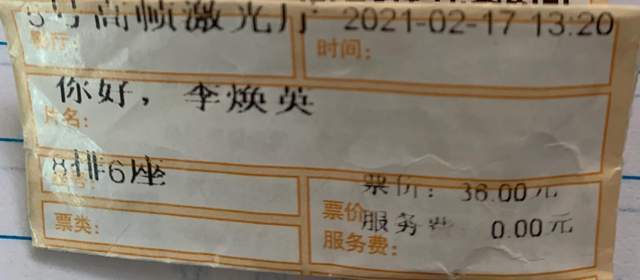 号高帧激光厅 2021-02-17 13:20
影厅: 时间:
你好，李焕英
片名:
8排6座
票价: 36.00元
票价
服务费 0.00元
票类: 服务费: